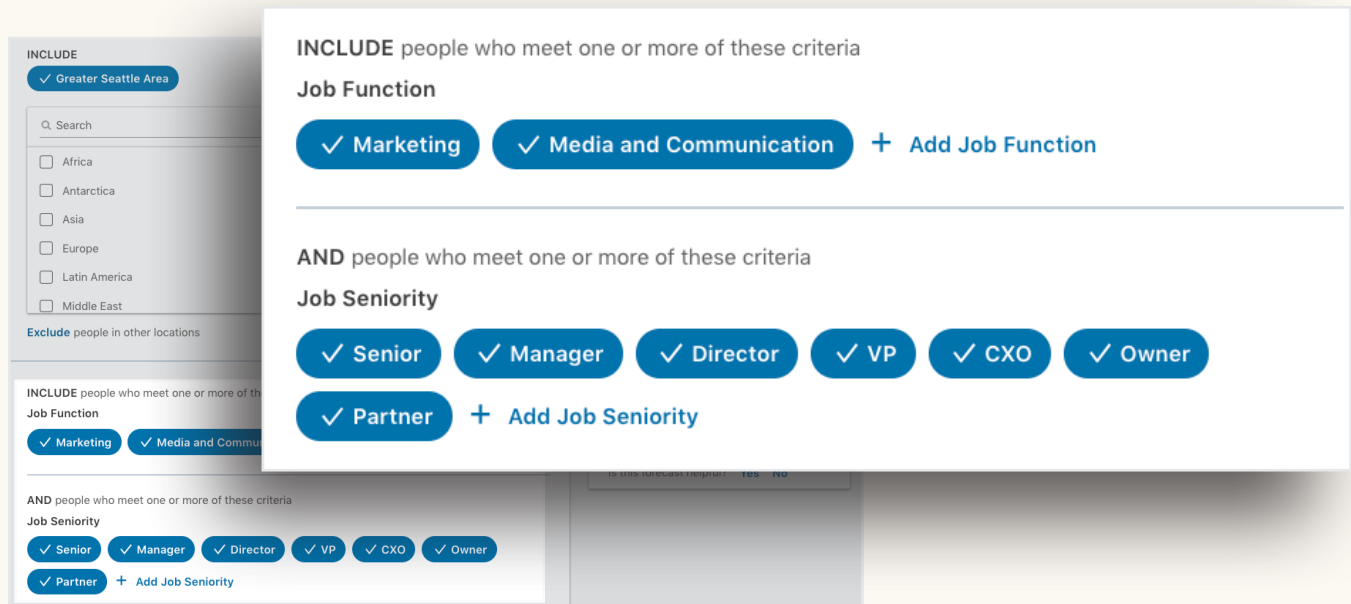 INCLUDE
Greater Seattle Area
Search
Africa
Antarctica
Asia
Europe
Latin America
Middle East
Exclude people in other locations
INCLUDE people who meet one or more of
Job Function
Marketing
Media and
AND people who meet one or more of these criteria
Job Seniority
Senior Manager Director VP CXO Owner
Partner + Add Job Seniority
INCLUDE people who meet one or more of these criteria
Job Function
Marketing Media and Communication + Add Job Function
AND people who meet one or more of these criteria
Job Seniority
Senior Manager Director VP CXO Owner
Partner + Add Job Seniority
Is this forecast helpful? Yes No